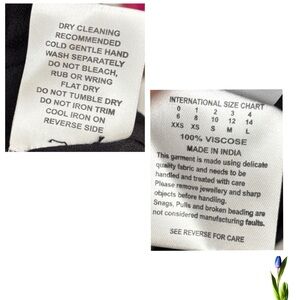 DRY CLEANING
RECOMMENDED
COLD GENTLE HAND
WASH SEPARATELY
DO NOT BLEACH,
RUB OR WRING
FLAT DRY
DO NOT TUMBLE DRY
DO NOT IRON TRIM
COOL IRON ON
REVERSE SIDE
INTERNATIONAL SIZE CHART
0 1 2 3 4
6 8 10 12 14
XXS XS S M L
100% VISCOSE
MADE IN INDIA
This garment is made using delicate
quality fabric and needs to be
handled and treated with care
Please remove jewellery and sharp
objects before handling.
Snags, Pulls and broken beading are
not considered manufacturing faults.
SEE REVERSE FOR CARE